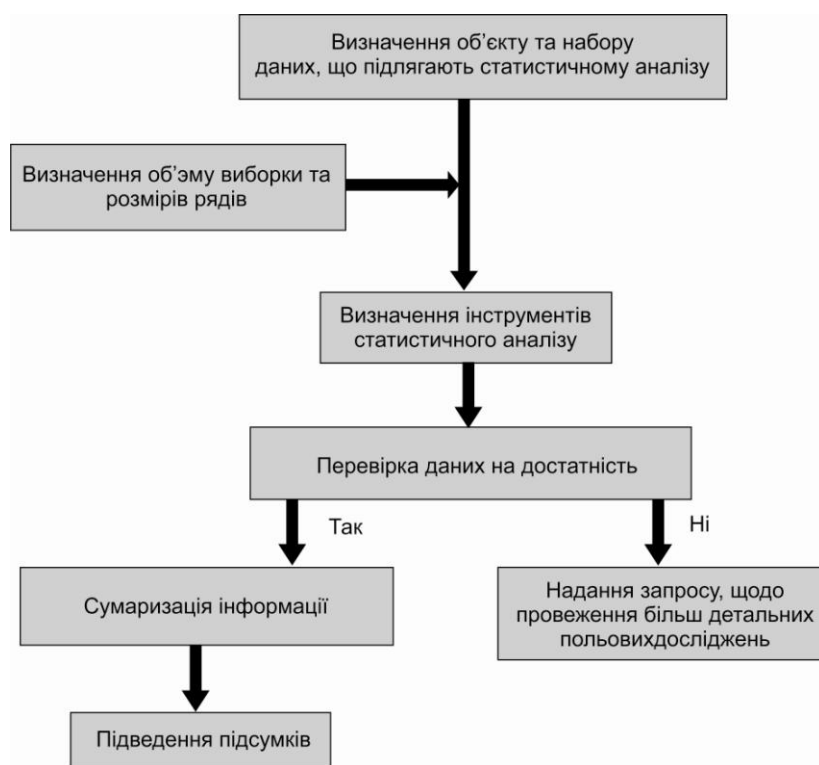 Визначення об’єкту та набору
даних, що підлягають статистичному аналізу
Визначення об’эму виборки та
розмірів рядів
Визначення інструментів
статистичного аналізу
Перевірка даних на достатність
Так
Ні
Сумаризація інформації
Надання запросу, щодо
провеження більш детальних
польовихдосліджень
Підведення підсумків